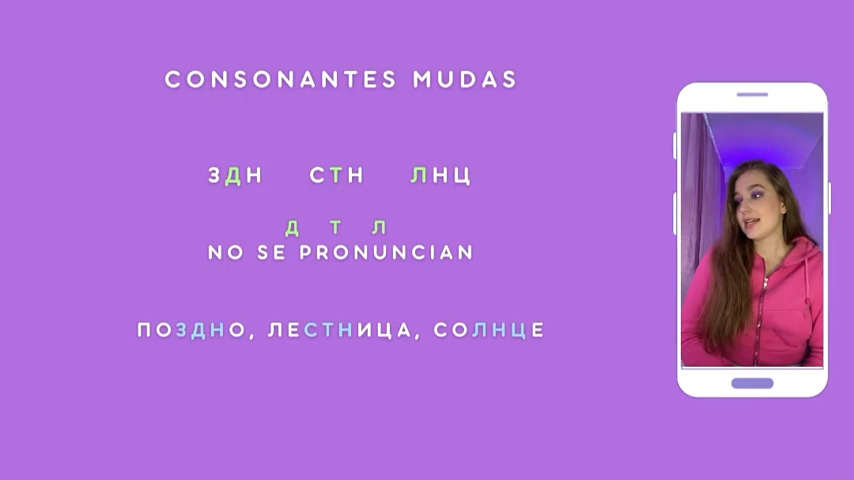 CONSONANTES MUDAS
ЗДН СТН ЛНЦ
Д Т Л
NO SE PRONUNCIAN
ПОЗДНО, ЛЕСТНИЦА, СОЛНЦЕ